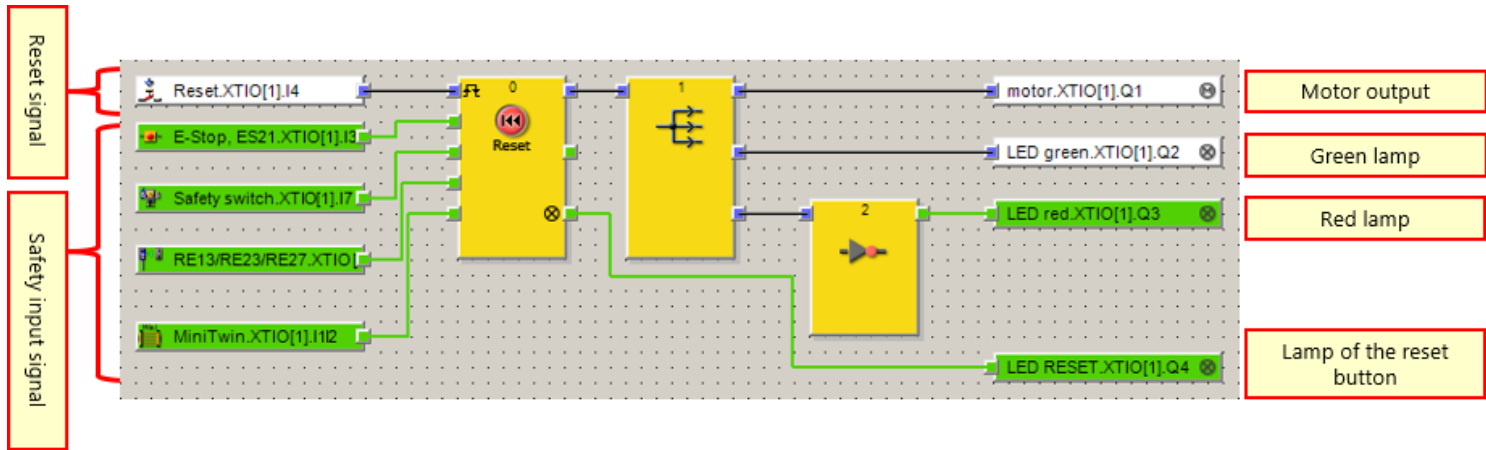 Reset signal
Safety input signal
Reset.XTIO[1].I4
E-Stop, ES21.XTIO[1].I3
Safety switch.XTIO[1].I7
RE13/RE23/RE27.XTIO[
MiniTwin.XTIO[1].I1I2
0
Reset
1
2
motor.XTIO[1].Q1
LED green.XTIO[1].Q2
LED red.XTIO[1].Q3
LED RESET.XTIO[1].Q4
Motor output
Green lamp
Red lamp
Lamp of the reset
button